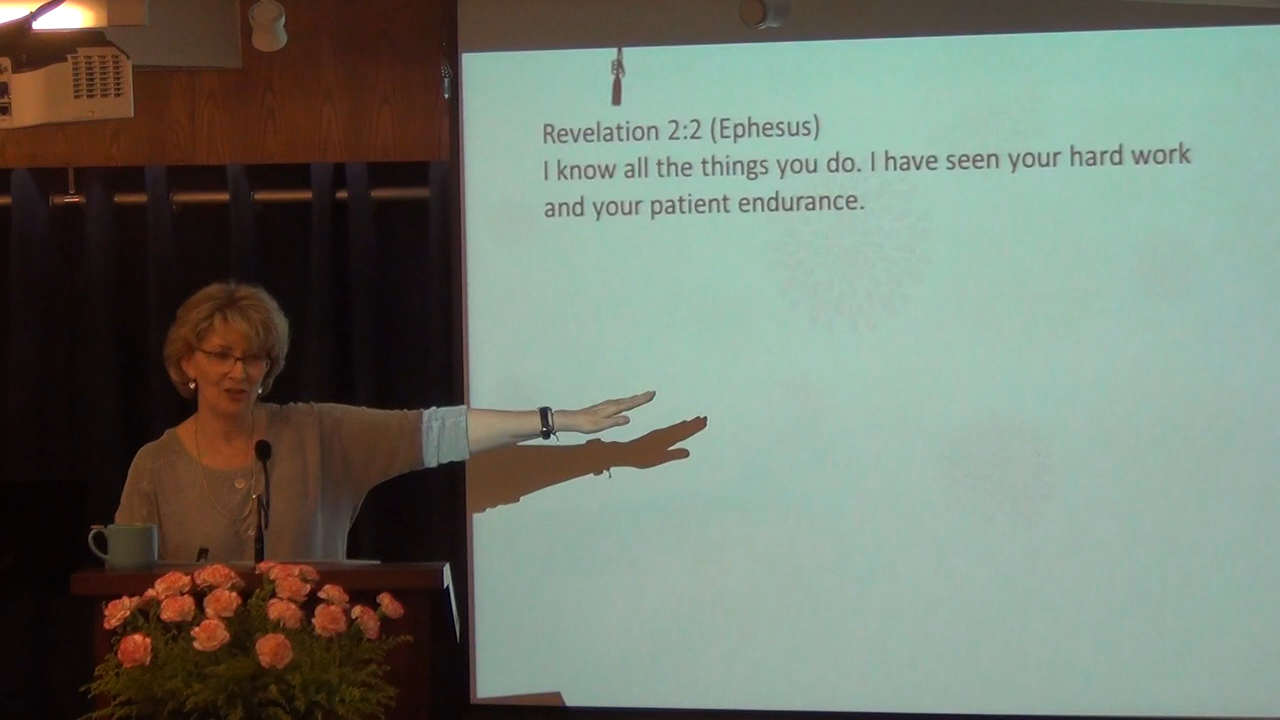 Revelation 2:2 (Ephesus)
I know all the things you do. I have seen your hard work
and your patient endurance.